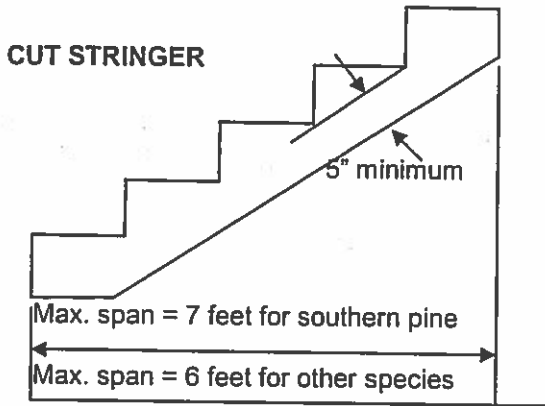 CUT STRINGER
5" minimum
Max. span = 7 feet for southern pine
Max. span = 6 feet for other species